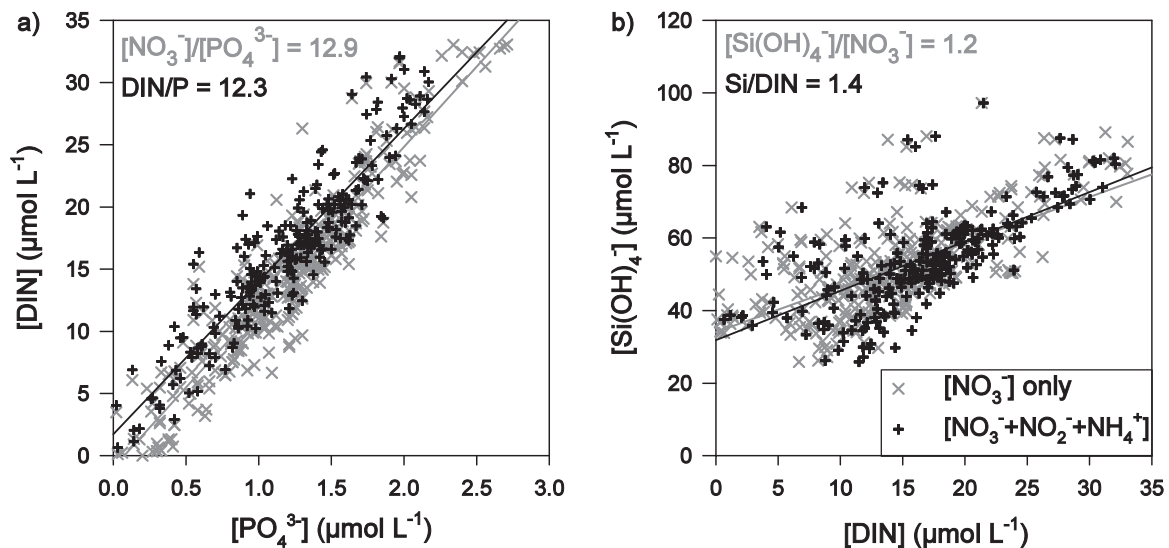 a)
[NO₃⁻]/[PO₄³⁻] = 12.9
DIN/P = 12.3
35
30
25
20
15
10
5
0
[DIN] (µmol L⁻¹)
0.0 0.5 1.0 1.5 2.0 2.5 3.0
[PO₄³⁻] (µmol L⁻¹)
b)
[Si(OH)₄⁻]/[NO₃⁻] = 1.2
Si/DIN = 1.4
120
100
80
60
40
20
0
[Si(OH)₄⁻] (µmol L⁻¹)
[NO₃⁻] only
[NO₃⁻+NO₂⁻+NH₄⁺]
0 5 10 15 20 25 30 35
[DIN] (µmol L⁻¹)